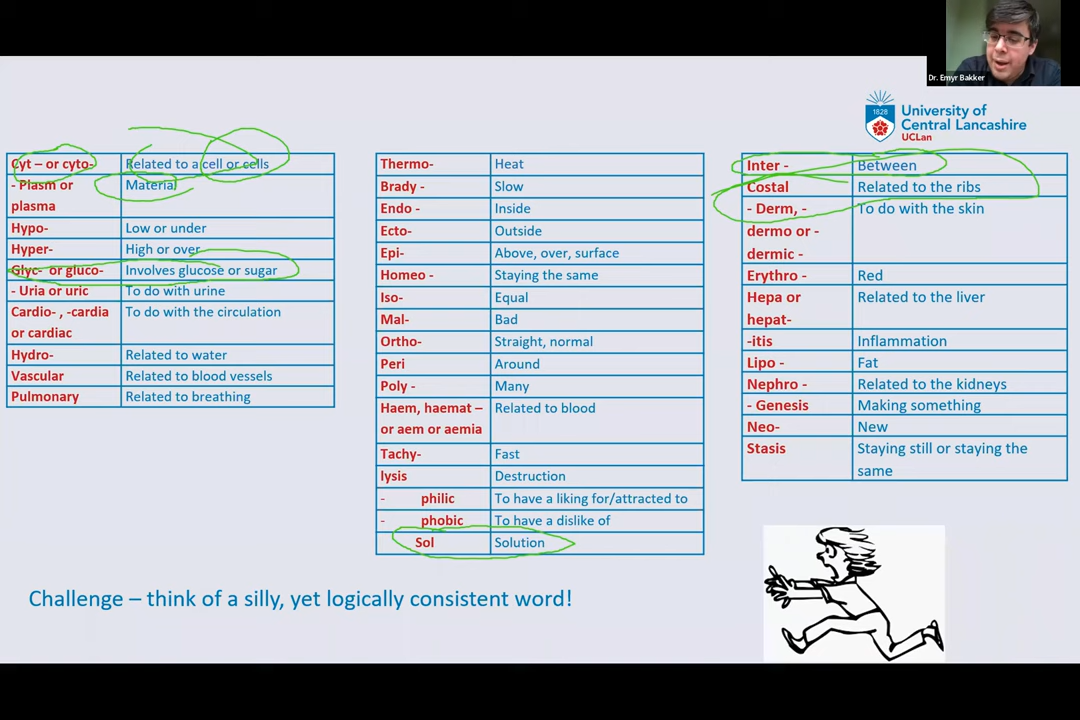 Dr. Emyr Bakker
1828
University of
Central Lancashire
UCLan
Cyt – or cyto- Related to a cell or cells
- Plasm or Material
plasma
Hypo- Low or under
Hyper- High or over
Glyc- or gluco- Involves glucose or sugar
- Uria or uric To do with urine
Cardio- , -cardia To do with the circulation
or cardiac
Hydro- Related to water
Vascular Related to blood vessels
Pulmonary Related to breathing
Thermo- Heat
Brady - Slow
Endo - Inside
Ecto- Outside
Epi- Above, over, surface
Homeo - Staying the same
Iso- Equal
Mal- Bad
Ortho- Straight, normal
Peri Around
Poly - Many
Haem, haemat – Related to blood
or aem or aemia
Tachy- Fast
lysis Destruction
- philic To have a liking for/attracted to
- phobic To have a dislike of
Sol Solution
Inter - Between
Costal Related to the ribs
- Derm, - To do with the skin
dermo or -
dermic -
Erythro - Red
Hepa or Related to the liver
hepat-
-itis Inflammation
Lipo - Fat
Nephro - Related to the kidneys
- Genesis Making something
Neo- New
Stasis Staying still or staying the
same
Challenge – think of a silly, yet logically consistent word!